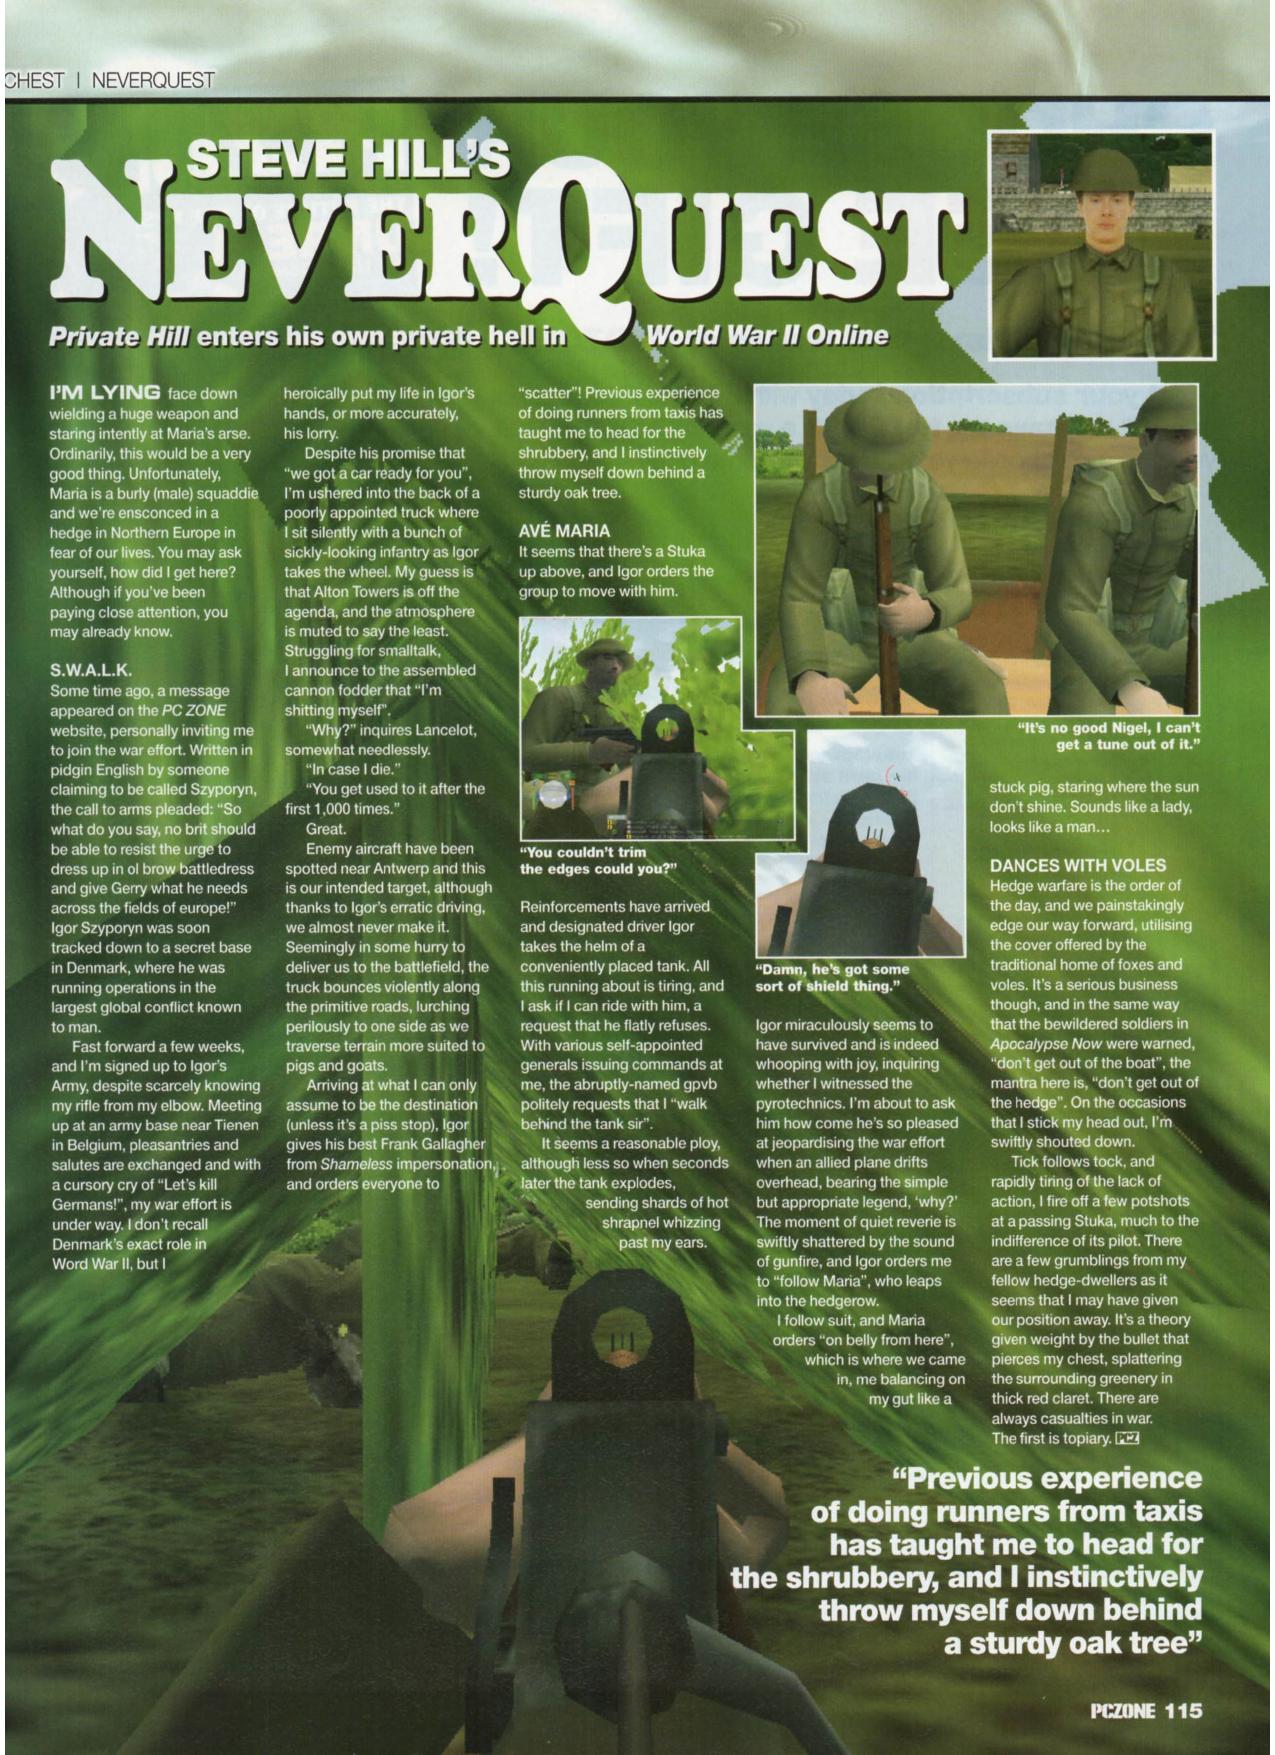 CHEST | NEVERQUEST
STEVE HILL'S
NEVERQUEST
Private Hill enters his own private hell in World War II Online
I'M LYING face down
wielding a huge weapon and
staring intently at Maria's arse.
Ordinarily, this would be a very
good thing. Unfortunately,
Maria is a burly (male) squaddie
and we're ensconced in a
hedge in Northern Europe in
fear of our lives. You may ask
yourself, how did I get here?
Although if you've been
paying close attention, you
may already know.
S.W.A.L.K.
Some time ago, a message
appeared on the PC ZONE
website, personally inviting me
to join the war effort. Written in
pidgin English by someone
claiming to be called Szyporyn,
the call to arms pleaded: "So
what do you say, no brit should
be able to resist the urge to
dress up in ol brow battledress
and give Gerry what he needs
across the fields of europe!"
Igor Szyporyn was soon
tracked down to a secret base
in Denmark, where he was
running operations in the
largest global conflict known
to man.
Fast forward a few weeks,
and I'm signed up to Igor's
Army, despite scarcely knowing
my rifle from my elbow. Meeting
up at an army base near Tienen
in Belgium, pleasantries and
salutes are exchanged and with
a cursory cry of "Let's kill
Germans!", my war effort is
under way. I don't recall
Denmark's exact role in
Word War II, but I
heroically put my life in Igor's
hands, or more accurately,
his lorry.
Despite his promise that
"we got a car ready for you",
I'm ushered into the back of a
poorly appointed truck where
I sit silently with a bunch of
sickly-looking infantry as Igor
takes the wheel. My guess is
that Alton Towers is off the
agenda, and the atmosphere
is muted to say the least.
Struggling for smalltalk,
I announce to the assembled
cannon fodder that "I'm
shitting myself".
"Why?" inquires Lancelot,
somewhat needlessly.
"In case I die."
"You get used to it after the
first 1,000 times."
Great.
Enemy aircraft have been
spotted near Antwerp and this
is our intended target, although
thanks to Igor's erratic driving,
we almost never make it.
Seemingly in some hurry to
deliver us to the battlefield, the
truck bounces violently along
the primitive roads, lurching
perilously to one side as we
traverse terrain more suited to
pigs and goats.
Arriving at what I can only
assume to be the destination
(unless it's a piss stop), Igor
gives his best Frank Gallagher
from Shameless impersonation,
and orders everyone to
"scatter"! Previous experience
of doing runners from taxis has
taught me to head for the
shrubbery, and I instinctively
throw myself down behind a
sturdy oak tree.
AVÉ MARIA
It seems that there's a Stuka
up above, and Igor orders the
group to move with him.
"You couldn't trim
the edges could you?"
Reinforcements have arrived
and designated driver Igor
takes the helm of a
conveniently placed tank. All
this running about is tiring, and
I ask if I can ride with him, a
request that he flatly refuses.
With various self-appointed
generals issuing commands at
me, the abruptly-named gpvb
politely requests that I "walk
behind the tank sir".
It seems a reasonable ploy,
although less so when seconds
later the tank explodes,
sending shards of hot
shrapnel whizzing
past my ears.
"It's no good Nigel, I can't
get a tune out of it."
"Damn, he's got some
sort of shield thing."
Igor miraculously seems to
have survived and is indeed
whooping with joy, inquiring
whether I witnessed the
pyrotechnics. I'm about to ask
him how come he's so pleased
at jeopardising the war effort
when an allied plane drifts
overhead, bearing the simple
but appropriate legend, 'why?'
The moment of quiet reverie is
swiftly shattered by the sound
of gunfire, and Igor orders me
to "follow Maria", who leaps
into the hedgerow.
I follow suit, and Maria
orders "on belly from here",
which is where we came
in, me balancing on
my gut like a
stuck pig, staring where the sun
don't shine. Sounds like a lady,
looks like a man...
DANCES WITH VOLES
Hedge warfare is the order of
the day, and we painstakingly
edge our way forward, utilising
the cover offered by the
traditional home of foxes and
voles. It's a serious business
though, and in the same way
that the bewildered soldiers in
Apocalypse Now were warned,
"don't get out of the boat", the
mantra here is, "don't get out of
the hedge". On the occasions
that I stick my head out, I'm
swiftly shouted down.
Tick follows tock, and
rapidly tiring of the lack of
action, I fire off a few potshots
at a passing Stuka, much to the
indifference of its pilot. There
are a few grumblings from my
fellow hedge-dwellers as it
seems that I may have given
our position away. It's a theory
given weight by the bullet that
pierces my chest, splattering
the surrounding greenery in
thick red claret. There are
always casualties in war.
The first is topiary. PCZ
"Previous experience
of doing runners from taxis
has taught me to head for
the shrubbery, and I instinctively
throw myself down behind
a sturdy oak tree"
PCZONE 115